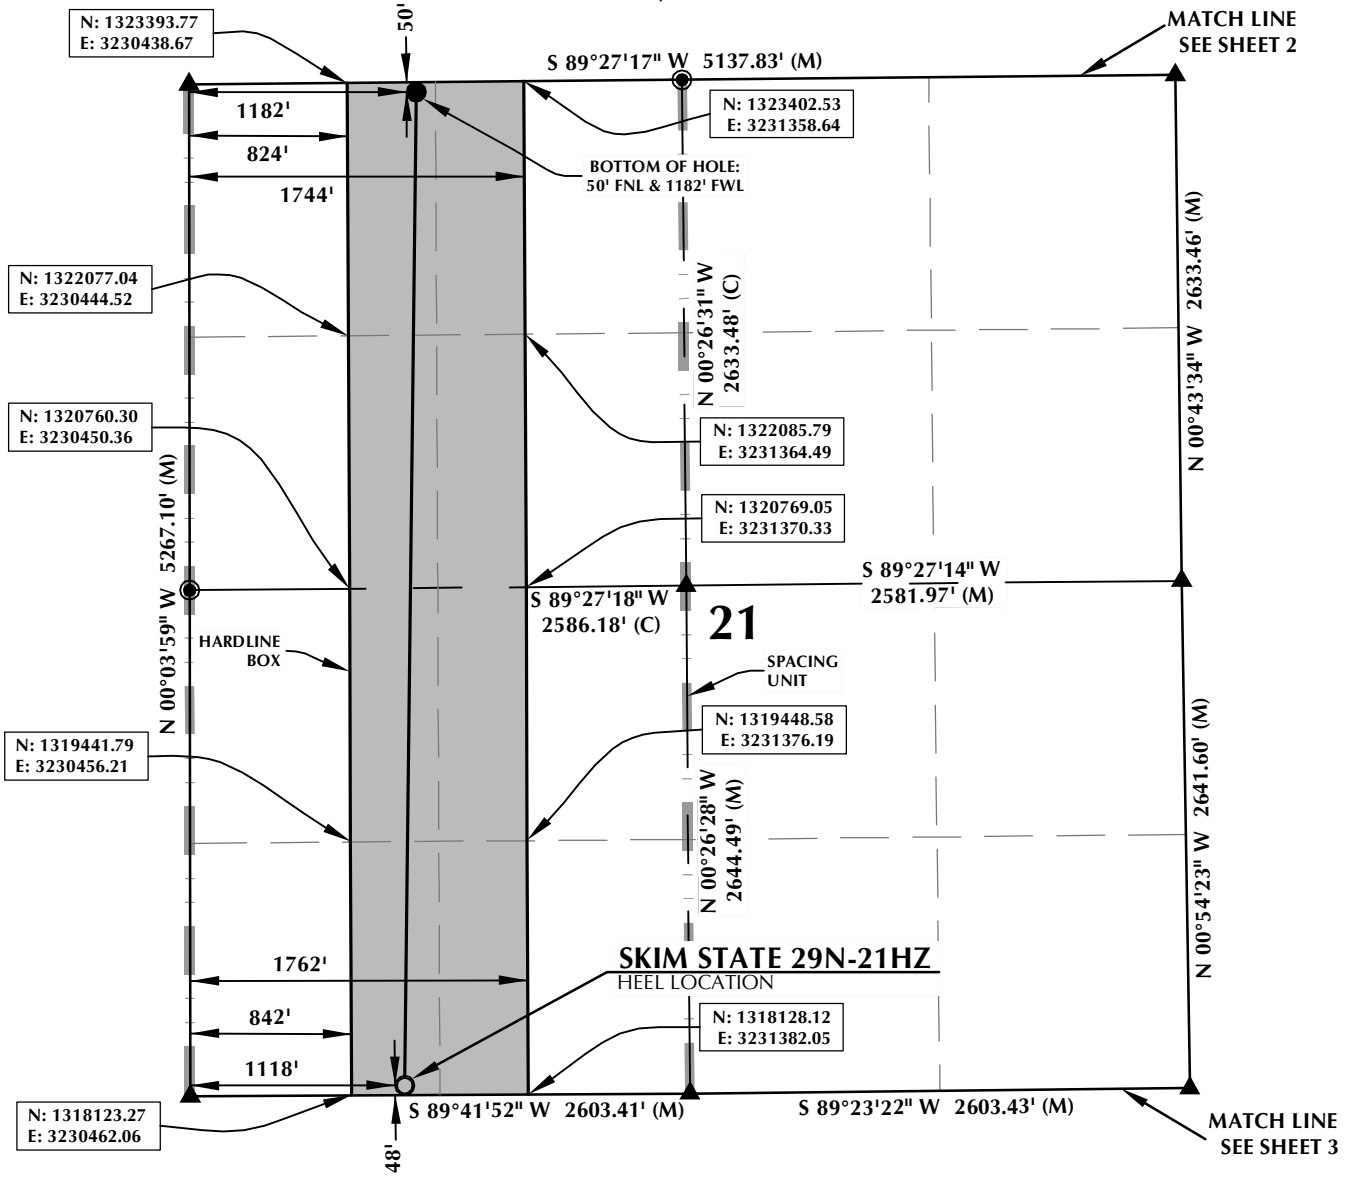 N: 1323393.77
E: 3230438.67
50'
MATCH LINE
SEE SHEET 2
S 89°27'17" W 5137.83' (M)
1182'
N: 1323402.53
E: 3231358.64
824'
BOTTOM OF HOLE:
50' FNL & 1182' FWL
1744'
N: 1322077.04
E: 3230444.52
N 00°26'31" W
2633.48' (C)
N 00°43'34" W 2633.46' (M)
N: 1320760.30
E: 3230450.36
N: 1322085.79
E: 3231364.49
N 00°03'59" W 5267.10' (M)
N: 1320769.05
E: 3231370.33
S 89°27'18" W
2586.18' (C)
S 89°27'14" W
2581.97' (M)
21
HARDLINE
BOX
SPACING
UNIT
N: 1319441.79
E: 3230456.21
N: 1319448.58
E: 3231376.19
N 00°26'28" W
2644.49' (M)
N 00°54'23" W 2641.60' (M)
1762'
SKIM STATE 29N-21HZ
HEEL LOCATION
842'
N: 1318128.12
E: 3231382.05
1118'
N: 1318123.27
E: 3230462.06
48'
S 89°41'52" W 2603.41' (M)
S 89°23'22" W 2603.43' (M)
MATCH LINE
SEE SHEET 3